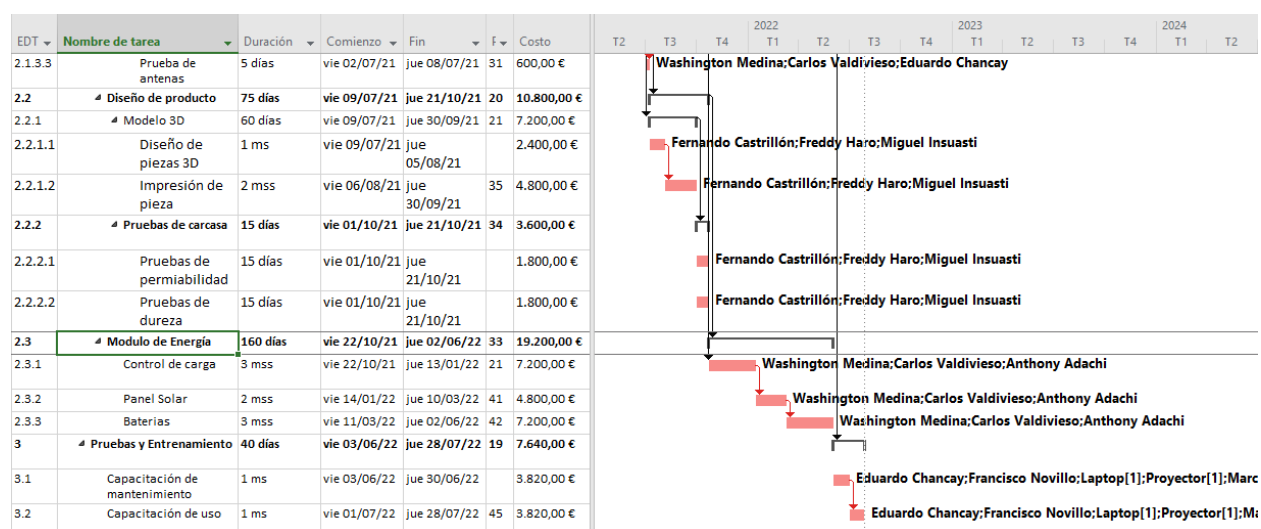 2022 2023 2024
EDT Nombre de tarea Duración Comienzo Fin Costo T2 T3 T4 T1 T2 T3 T4 T1 T2 T3 T4 T1 T2
2.1.3.3 Prueba de antenas 5 días vie 02/07/21 jue 08/07/21 31 600,00 € Washington Medina;Carlos Valdivieso;Eduardo Chancay
2.2 Diseño de producto 75 días vie 09/07/21 jue 21/10/21 20 10.800,00 €
2.2.1 Modelo 3D 60 días vie 09/07/21 jue 30/09/21 21 7.200,00 €
2.2.1.1 Diseño de piezas 3D 1 ms vie 09/07/21 jue 05/08/21 2.400,00 € Fernando Castrillón;Freddy Haro;Miguel Insuasti
2.2.1.2 Impresión de pieza 2 mss vie 06/08/21 jue 30/09/21 35 4.800,00 € Fernando Castrillón;Freddy Haro;Miguel Insuasti
2.2.2 Pruebas de carcasa 15 días vie 01/10/21 jue 21/10/21 34 3.600,00 €
2.2.2.1 Pruebas de permiabilidad 15 días vie 01/10/21 jue 21/10/21 1.800,00 € Fernando Castrillón;Freddy Haro;Miguel Insuasti
2.2.2.2 Pruebas de dureza 15 días vie 01/10/21 jue 21/10/21 1.800,00 € Fernando Castrillón;Freddy Haro;Miguel Insuasti
2.3 Modulo de Energía 160 días vie 22/10/21 jue 02/06/22 33 19.200,00 €
2.3.1 Control de carga 3 mss vie 22/10/21 jue 13/01/22 21 7.200,00 € Washington Medina;Carlos Valdivieso;Anthony Adachi
2.3.2 Panel Solar 2 mss vie 14/01/22 jue 10/03/22 41 4.800,00 € Washington Medina;Carlos Valdivieso;Anthony Adachi
2.3.3 Baterias 3 mss vie 11/03/22 jue 02/06/22 42 7.200,00 € Washington Medina;Carlos Valdivieso;Anthony Adachi
3 Pruebas y Entrenamiento 40 días vie 03/06/22 jue 28/07/22 19 7.640,00 €
3.1 Capacitación de mantenimiento 1 ms vie 03/06/22 jue 30/06/22 3.820,00 € Eduardo Chancay;Francisco Novillo;Laptop[1];Proyector[1];Marc
3.2 Capacitación de uso 1 ms vie 01/07/22 jue 28/07/22 45 3.820,00 € Eduardo Chancay;Francisco Novillo;Laptop[1];Proyector[1];Ma